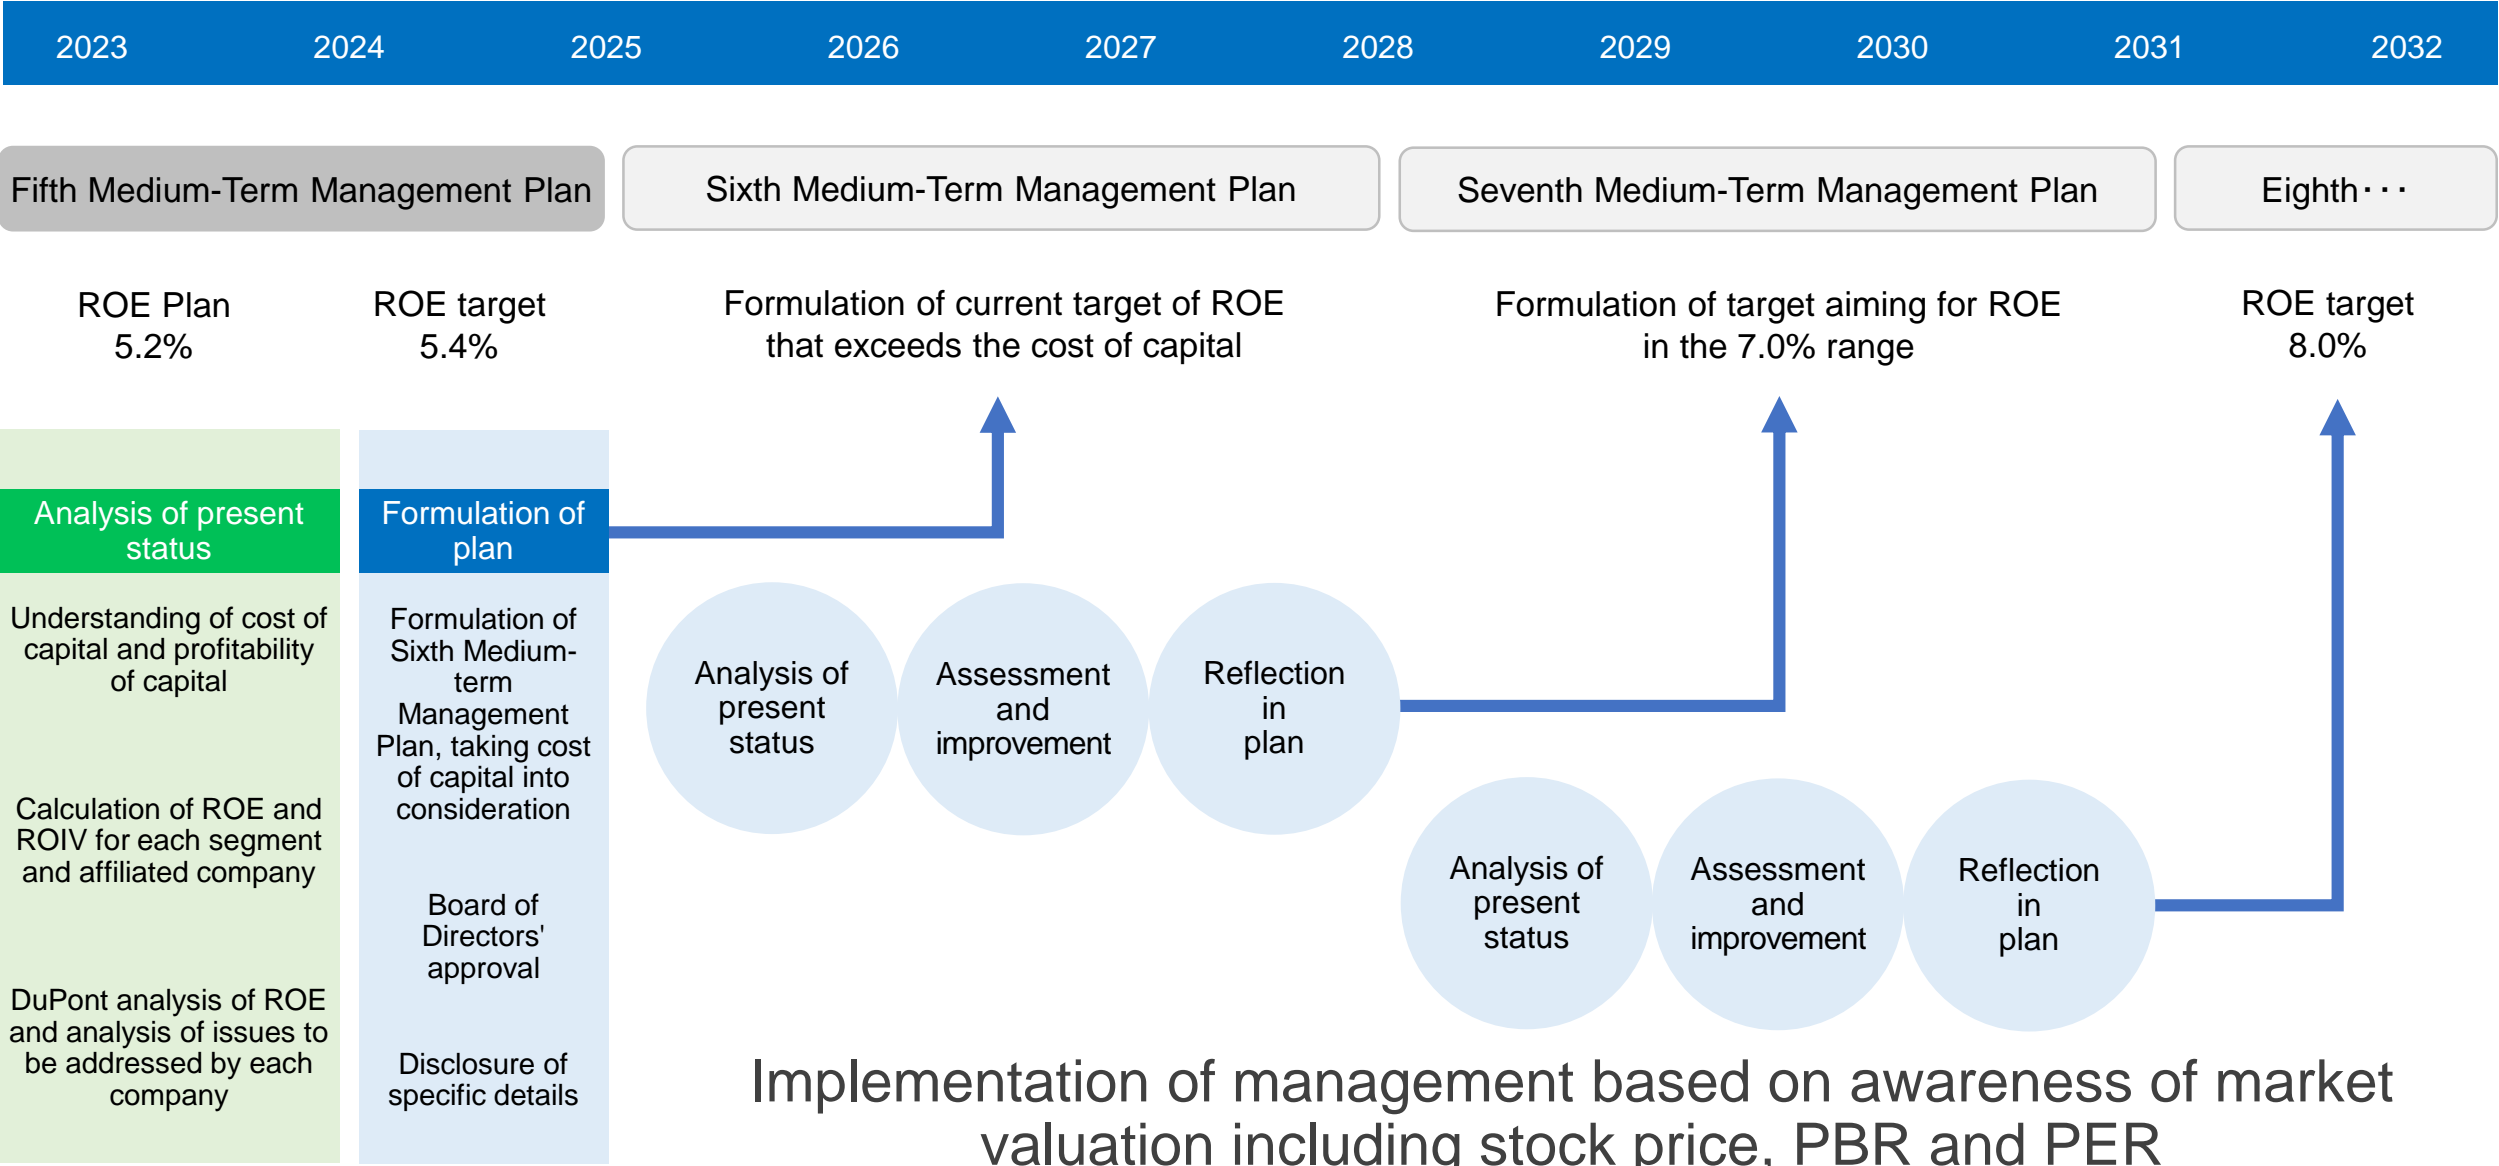 2023 2024 2025 2026 2027 2028 2029 2030 2031 2032
Fifth Medium-Term Management Plan
Sixth Medium-Term Management Plan
Seventh Medium-Term Management Plan
Eighth···
ROE Plan
5.2%
ROE target
5.4%
Formulation of current target of ROE
that exceeds the cost of capital
Formulation of target aiming for ROE
in the 7.0% range
ROE target
8.0%
Analysis of present
status
Understanding of cost of
capital and profitability
of capital
Calculation of ROE and
ROIV for each segment
and affiliated company
DuPont analysis of ROE
and analysis of issues to
be addressed by each
company
Formulation of
plan
Formulation of
Sixth Medium-
term
Management
Plan, taking cost
of capital into
consideration
Board of
Directors'
approval
Disclosure of
specific details
Analysis of
present
status
Assessment
and
improvement
Reflection
in
plan
Analysis of
present
status
Assessment
and
improvement
Reflection
in
plan
Implementation of management based on awareness of market
valuation including stock price, PBR and PER